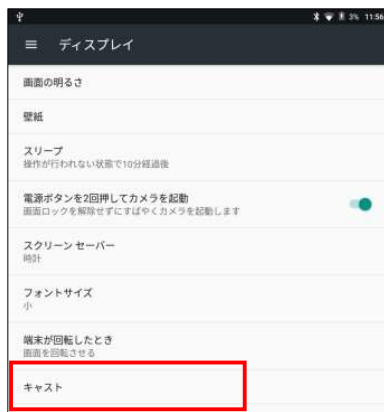 3% 11:56
ディスプレイ
画面の明るさ
壁紙
スリープ
操作が行われない状態で10分経過後
電源ボタンを2回押してカメラを起動
画面ロックを解除せずにすばやくカメラを起動します
スクリーン セーバー
時計
フォントサイズ
小
端末が回転したとき
画面を回転させる
キャスト